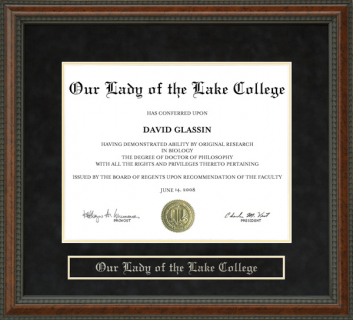 Our Lady of the Lake College
HAS CONFERRED UPON
DAVID GLASSIN
HAVING DEMONSTRATED ABILITY BY ORIGINAL RESEARCH
IN BIOLOGY
THE DEGREE OF DOCTOR OF PHILOSOPHY
WITH ALL THE RIGHTS AND PRIVILEGES THERETO PERTAINING
ISSUED BY THE BOARD OF REGENTS UPON RECOMMENDATION OF THE FACULTY
JUNE 14, 2008
PROVOST
PRESIDENT
Our Lady of the Lake College